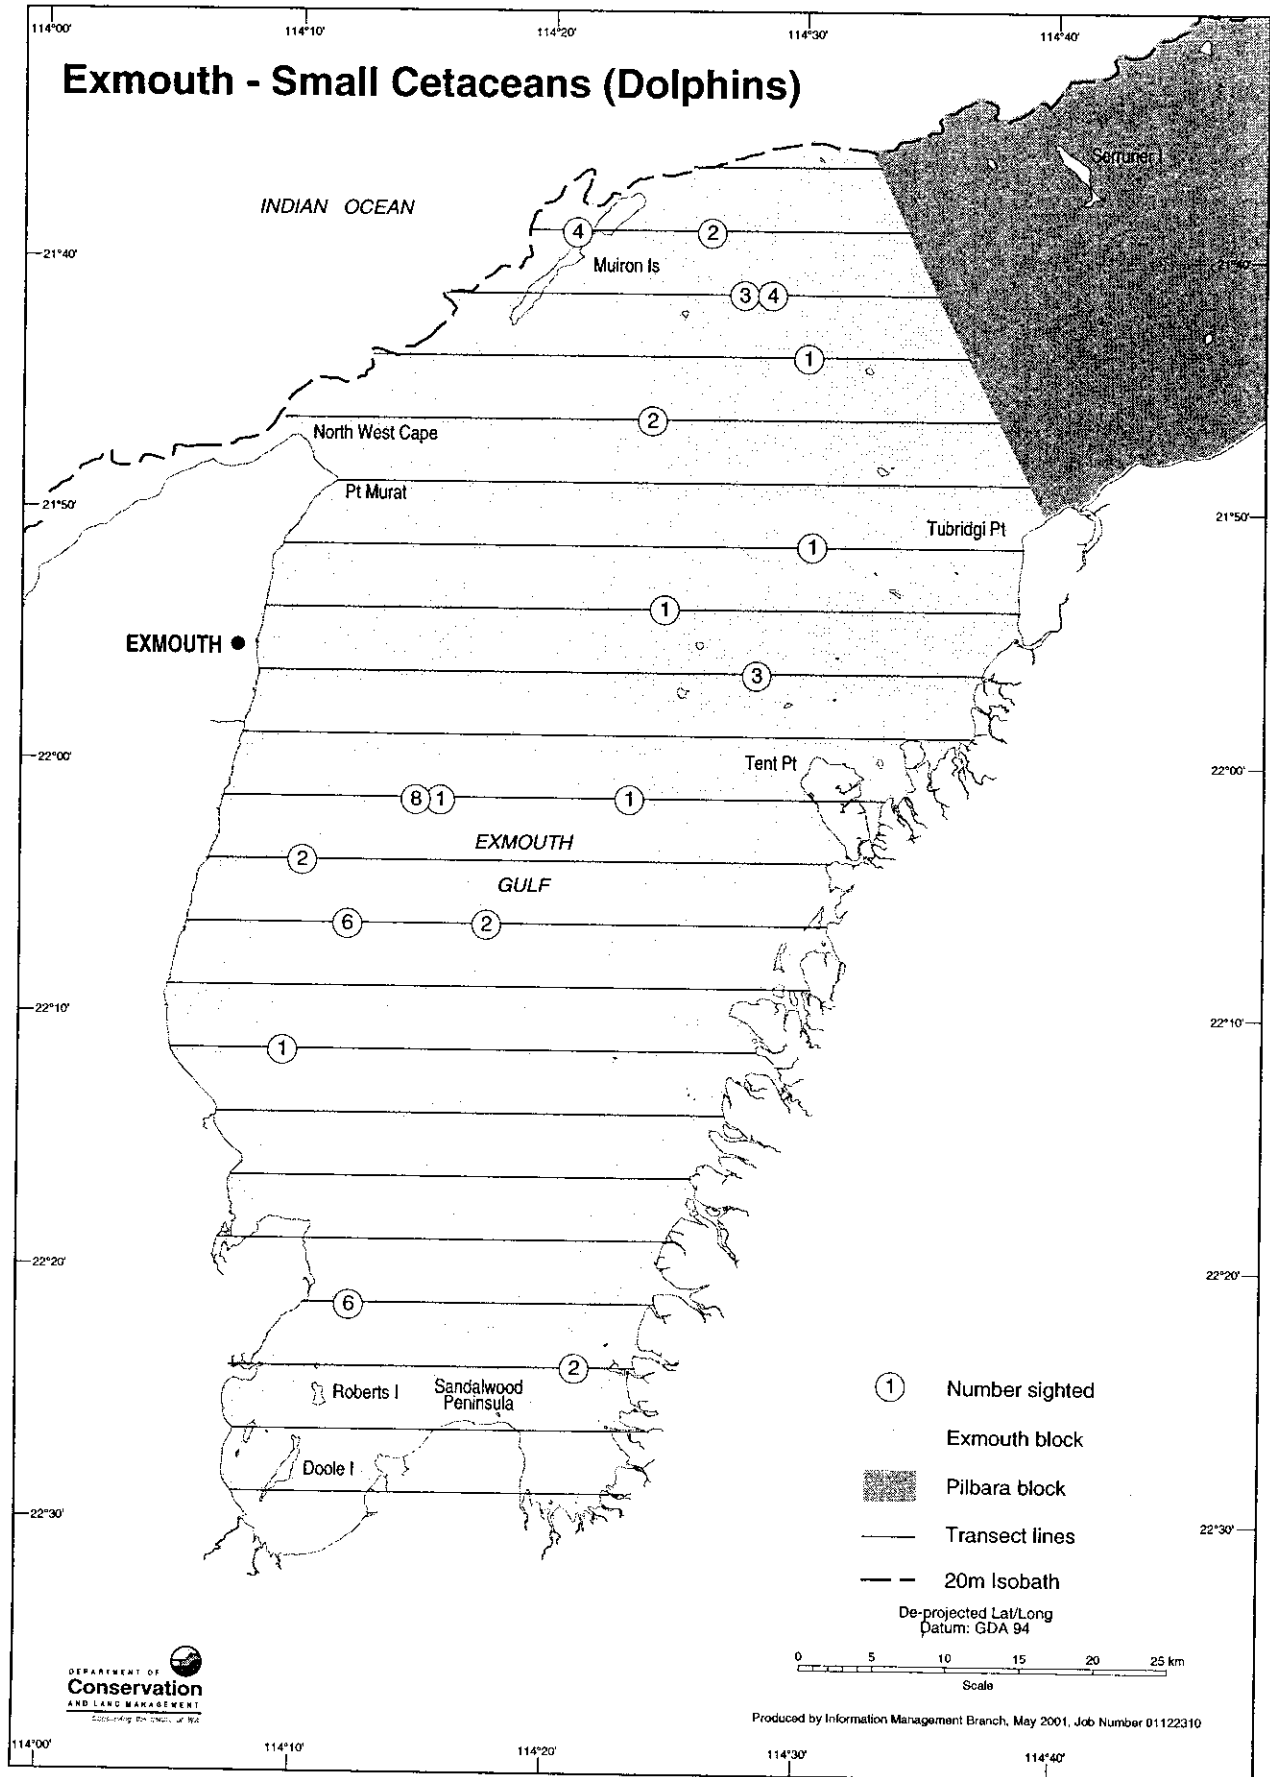 114°00'
114°10'
114°20'
114°30'
114°40'
Exmouth - Small Cetaceans (Dolphins)
Serrurier I
INDIAN OCEAN
4
2
21°40'
21°40'
Muiron Is
3
4
1
2
North West Cape
Pt Murat
21°50'
21°50'
Tubridgi Pt
1
1
EXMOUTH
3
22°00'
22°00'
Tent Pt
8
1
1
EXMOUTH
2
GULF
6
2
22°10'
22°10'
1
22°20'
22°20'
6
2
Roberts I
Sandalwood
Peninsula
Doole I
22°30'
22°30'
1 Number sighted
Exmouth block
Pilbara block
Transect lines
20m Isobath
De-projected Lat/Long
Datum: GDA 94
0 5 10 15 20 25 km
Scale
DEPARTMENT OF
Conservation
AND LAND MANAGEMENT
Produced by Information Management Branch, May 2001, Job Number 01122310
114°00'
114°10'
114°20'
114°30'
114°40'